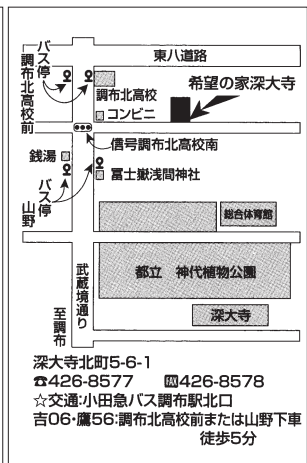 バス停
調布北高校前
東八道路
調布北高校
コンビニ
希望の家深大寺
信号調布北高校南
銭湯
バス停
山野
冨士嶽浅間神社
総合体育館
都立 神代植物公園
武蔵境通り
深大寺
至調布
深大寺北町5-6-1
☎426-8577 FAX426-8578
☆交通:小田急バス調布駅北口
吉06・鷹56:調布北高校前または山野下車
徒歩5分